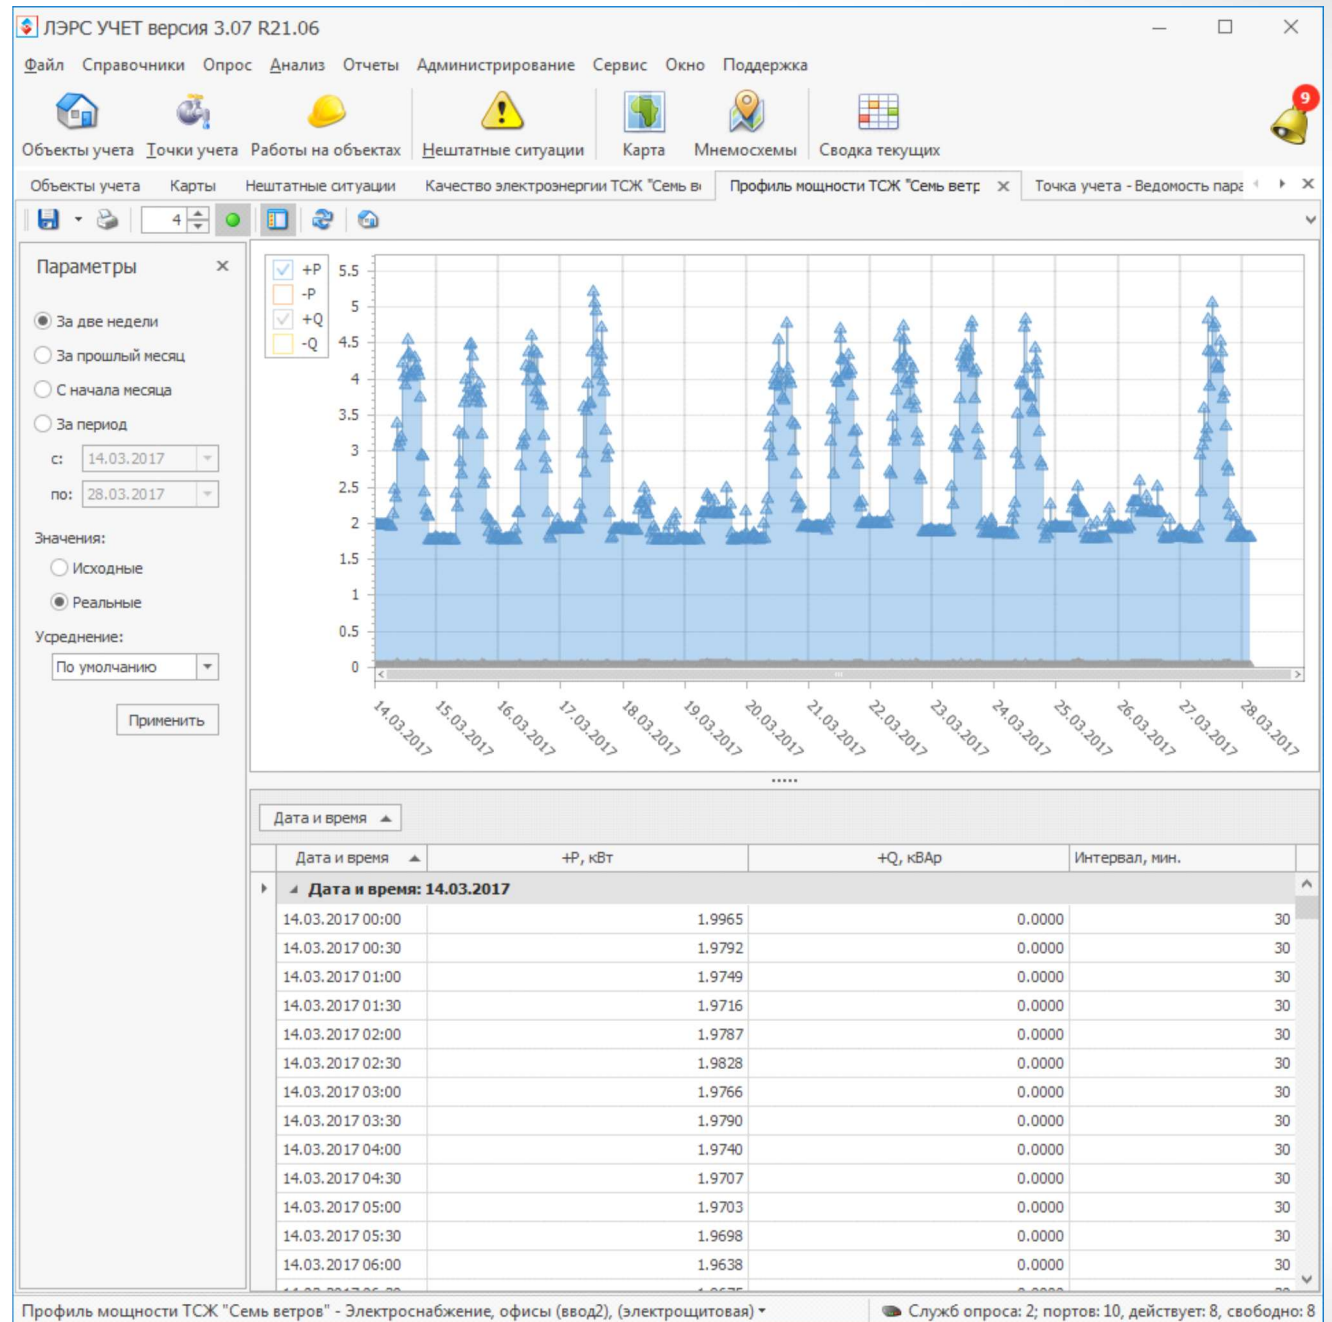 ЛЭРС УЧЕТ версия 3.07 R21.06
Файл Справочники Опрос Анализ Отчеты Администрирование Сервис Окно Поддержка
9
Объекты учета Точки учета Работы на объектах Нештатные ситуации Карта Мнемосхемы Сводка текущих
Объекты учета Карты Нештатные ситуации Качество электроэнергии ТСЖ "Семь ве Профиль мощности ТСЖ "Семь ветр Точка учета - Ведомость пара
4
Параметры
За две недели
За прошлый месяц
С начала месяца
За период
с: 14.03.2017
по: 28.03.2017
Значения:
Исходные
Реальные
Усреднение:
По умолчанию
Применить
+P
-P
+Q
-Q
5.5
5
4.5
4
3.5
3
2.5
2
1.5
1
0.5
0
14.03.2017
15.03.2017
16.03.2017
17.03.2017
18.03.2017
19.03.2017
20.03.2017
21.03.2017
22.03.2017
23.03.2017
24.03.2017
25.03.2017
26.03.2017
27.03.2017
28.03.2017
Дата и время
Дата и время +P, кВт +Q, кВАр Интервал, мин.
Дата и время: 14.03.2017
14.03.2017 00:00 1.9965 0.0000 30
14.03.2017 00:30 1.9792 0.0000 30
14.03.2017 01:00 1.9749 0.0000 30
14.03.2017 01:30 1.9716 0.0000 30
14.03.2017 02:00 1.9787 0.0000 30
14.03.2017 02:30 1.9828 0.0000 30
14.03.2017 03:00 1.9766 0.0000 30
14.03.2017 03:30 1.9790 0.0000 30
14.03.2017 04:00 1.9740 0.0000 30
14.03.2017 04:30 1.9707 0.0000 30
14.03.2017 05:00 1.9703 0.0000 30
14.03.2017 05:30 1.9698 0.0000 30
14.03.2017 06:00 1.9638 0.0000 30
Профиль мощности ТСЖ "Семь ветров" - Электроснабжение, офисы (ввод2), (электрощитовая) Служб опроса: 2; портов: 10, действует: 8, свободно: 8